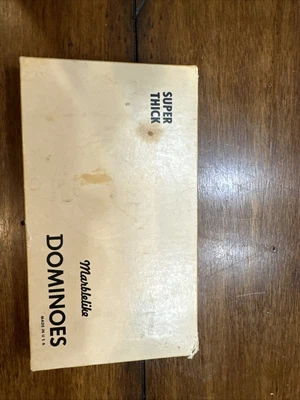 SUPER
THICK
Marblelike
DOMINOES
MADE IN U.S.A.